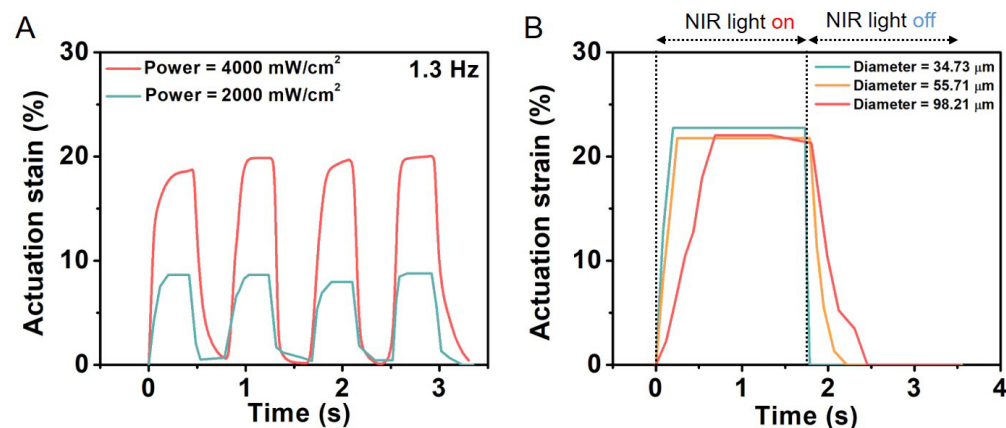 A
30
20
10
0
Actuation stain (%)
Power = 4000 mW/cm²
Power = 2000 mW/cm²
1.3 Hz
0 1 2 3
Time (s)
B
NIR light on NIR light off
30
20
10
0
Actuation strain (%)
Diameter = 34.73 μm
Diameter = 55.71 μm
Diameter = 98.21 μm
0 1 2 3 4
Time (s)